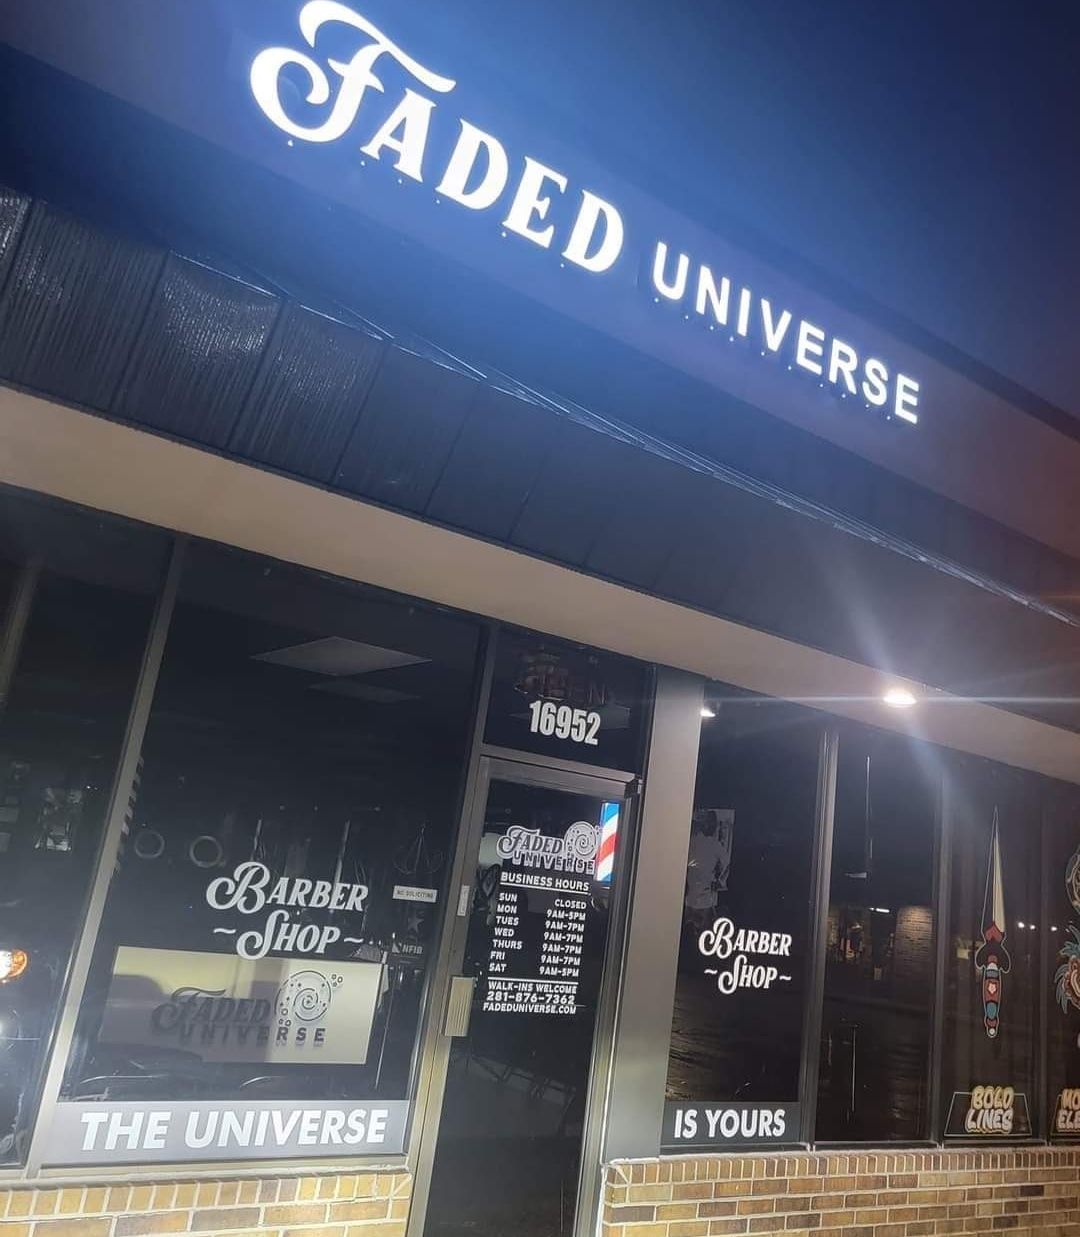 FADED UNIVERSE
16952
FADED
UNIVERSE
BUSINESS HOURS
SUN CLOSED
MON 9AM-5PM
TUES 9AM-7PM
WED 9AM-7PM
THURS 9AM-7PM
FRI 9AM-7PM
SAT 9AM-5PM
WALK-INS WELCOME
281-876-7362
FADEDUNIVERSE.COM
BARBER
~SHOP~
NO SOLICITING
NFIB
FADED
UNIVERSE
THE UNIVERSE
BARBER
~SHOP~
IS YOURS
BOLD
LINES